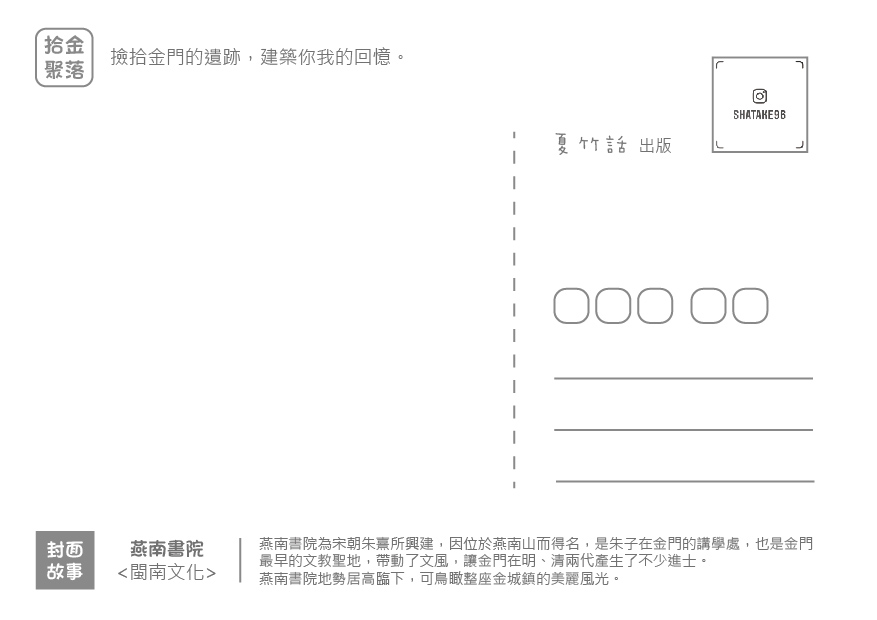 拾金
聚落
撿拾金門的遺跡，建築你我的回憶。
SHATAKE96
夏竹話 出版
封面
故事
燕南書院
<閩南文化>
燕南書院為宋朝朱熹所興建，因位於燕南山而得名，是朱子在金門的講學處，也是金門
最早的文教聖地，帶動了文風，讓金門在明、清兩代產生了不少進士。
燕南書院地勢居高臨下，可鳥瞰整座金城鎮的美麗風光。